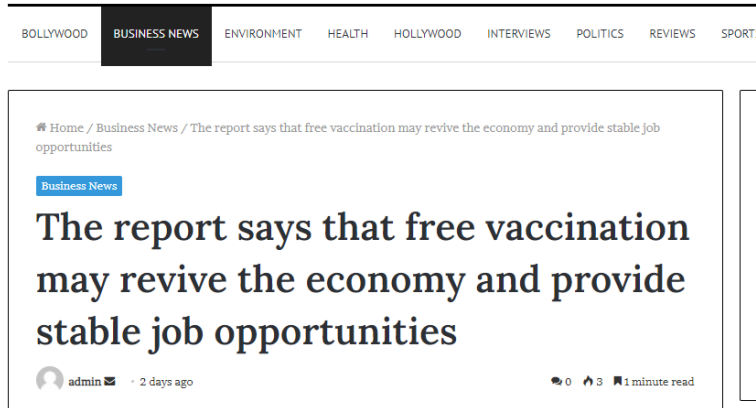 BOLLYWOOD BUSINESS NEWS ENVIRONMENT HEALTH HOLLYWOOD INTERVIEWS POLITICS REVIEWS SPORT
Home / Business News / The report says that free vaccination may revive the economy and provide stable job
opportunities
Business News
The report says that free vaccination
may revive the economy and provide
stable job opportunities
admin 2 days ago 0 3 1 minute read